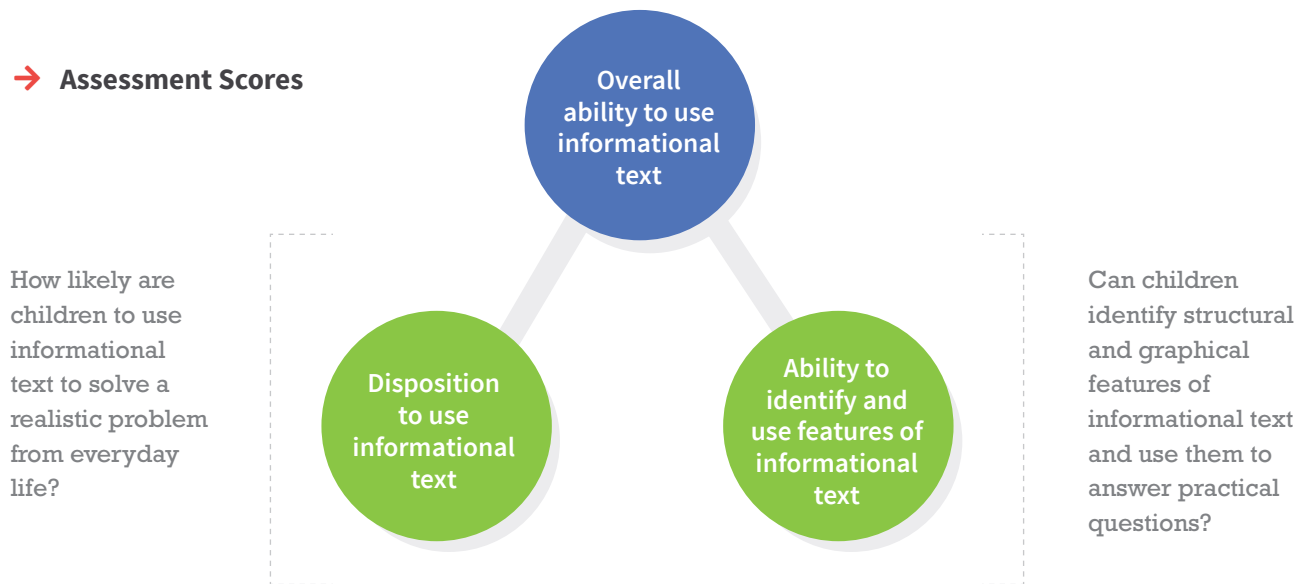 Assessment Scores
Overall
ability to use
informational
text
How likely are
children to use
informational
text to solve a
realistic problem
from everyday
life?
Disposition
to use
informational
text
Ability to
identify and
use features of
informational
text
Can children
identify structural
and graphical
features of
informational text
and use them to
answer practical
questions?